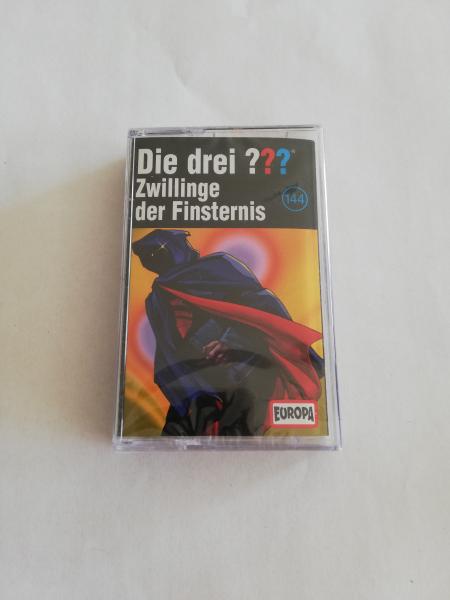 Die drei ???®
Zwillinge
der Finsternis
144
EUROPA